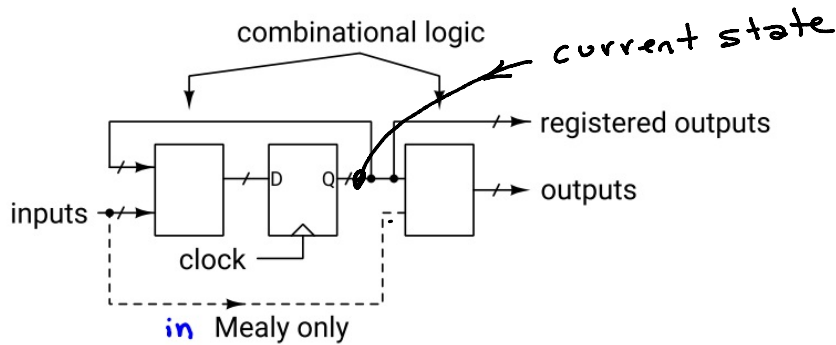 combinational logic
current state
registered outputs
D Q
outputs
inputs
clock
in Mealy only